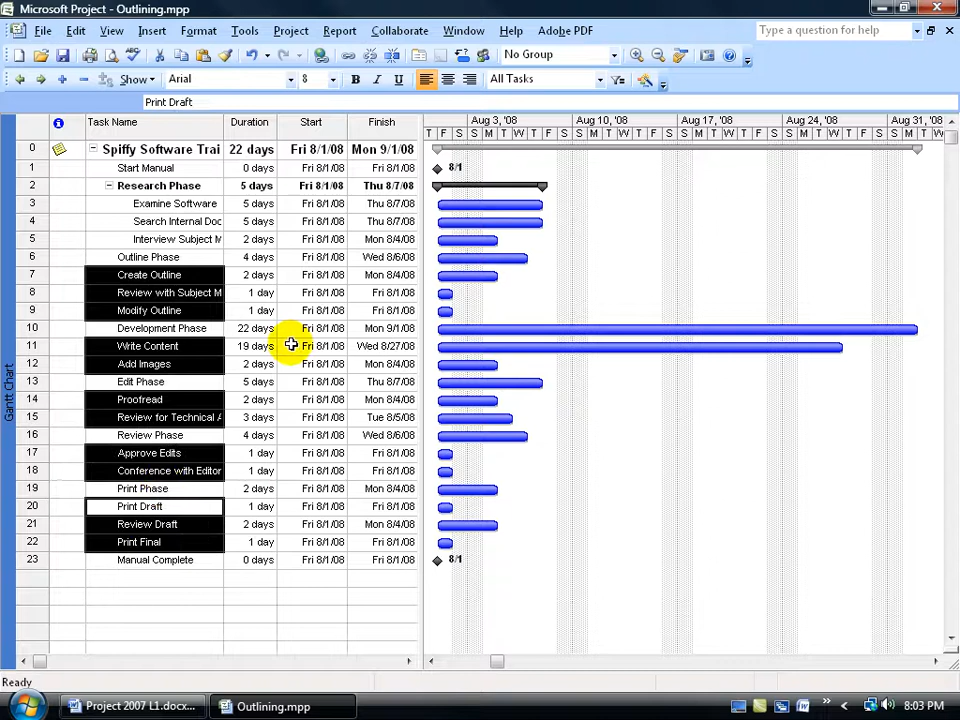 Microsoft Project - Outlining.mpp
File Edit View Insert Format Tools Project Report Collaborate Window Help Adobe PDF
Type a question for help
No Group
Show Arial 8 B I U All Tasks
Print Draft
Task Name Duration Start Finish
Aug 3, '08 Aug 10, '08 Aug 17, '08 Aug 24, '08 Aug 31, '08
T F S S M T W T F S S M T W T F S S M T W T F S S M T W T F S S M T
0 Spiffy Software Trai 22 days Fri 8/1/08 Mon 9/1/08
1 Start Manual 0 days Fri 8/1/08 Fri 8/1/08 8/1
2 Research Phase 5 days Fri 8/1/08 Thu 8/7/08
3 Examine Software 5 days Fri 8/1/08 Thu 8/7/08
4 Search Internal Doc 5 days Fri 8/1/08 Thu 8/7/08
5 Interview Subject M 2 days Fri 8/1/08 Mon 8/4/08
6 Outline Phase 4 days Fri 8/1/08 Wed 8/6/08
7 Create Outline 2 days Fri 8/1/08 Mon 8/4/08
8 Review with Subject M 1 day Fri 8/1/08 Fri 8/1/08
9 Modify Outline 1 day Fri 8/1/08 Fri 8/1/08
10 Development Phase 22 days Fri 8/1/08 Mon 9/1/08
11 Write Content 19 days Fri 8/1/08 Wed 8/27/08
12 Add Images 2 days Fri 8/1/08 Mon 8/4/08
13 Edit Phase 5 days Fri 8/1/08 Thu 8/7/08
14 Proofread 2 days Fri 8/1/08 Mon 8/4/08
15 Review for Technical A 3 days Fri 8/1/08 Tue 8/5/08
16 Review Phase 4 days Fri 8/1/08 Wed 8/6/08
17 Approve Edits 1 day Fri 8/1/08 Fri 8/1/08
18 Conference with Editor 1 day Fri 8/1/08 Fri 8/1/08
19 Print Phase 2 days Fri 8/1/08 Mon 8/4/08
20 Print Draft 1 day Fri 8/1/08 Fri 8/1/08
21 Review Draft 2 days Fri 8/1/08 Mon 8/4/08
22 Print Final 1 day Fri 8/1/08 Fri 8/1/08
23 Manual Complete 0 days Fri 8/1/08 Fri 8/1/08 8/1
Gantt Chart
Ready
Project 2007 L1.docx... Outlining.mpp 8:03 PM